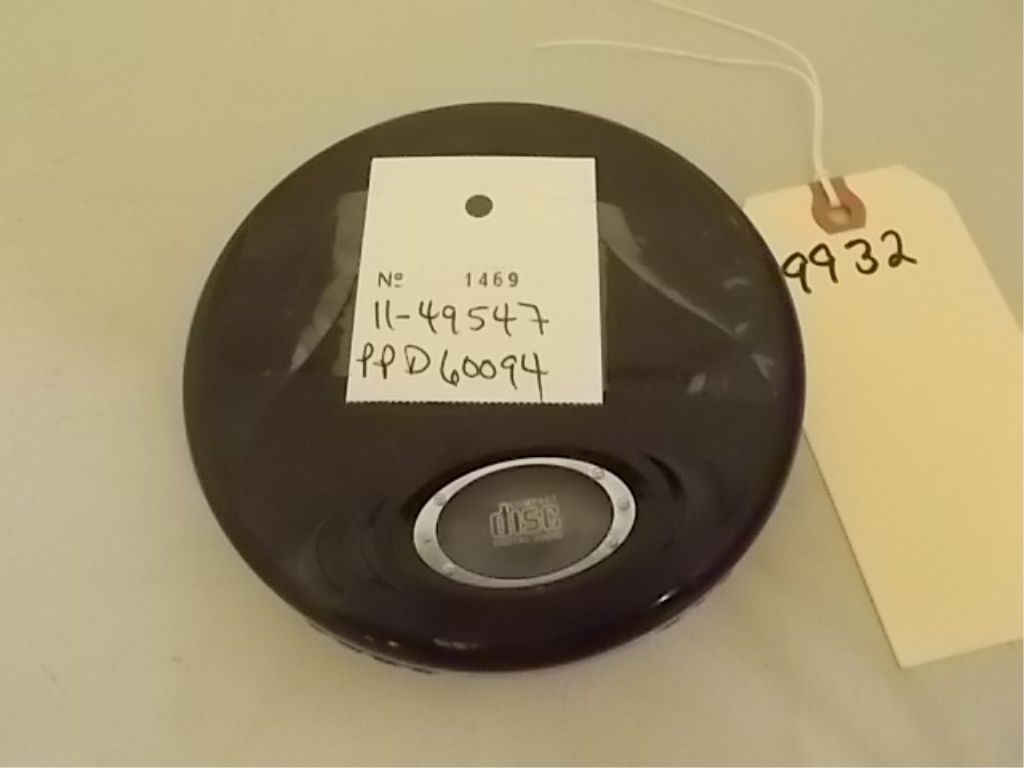 Nº 1469
11-49547
PPD60094
9932
COMPACT
disc
DIGITAL AUDIO